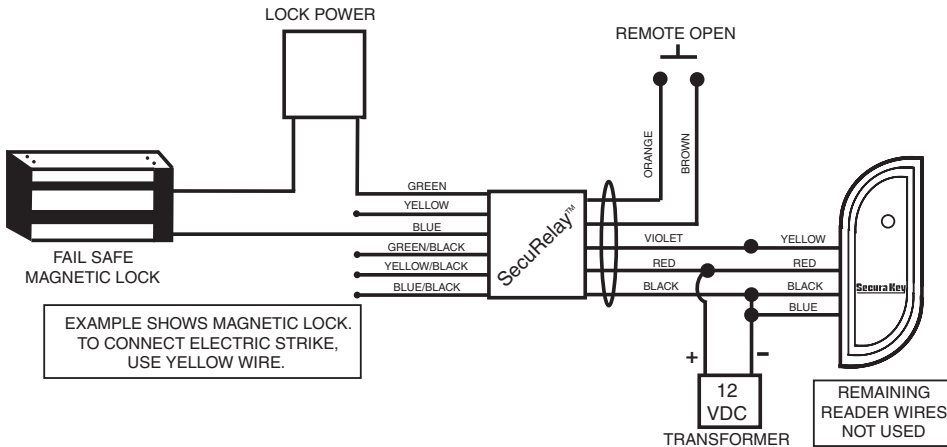 LOCK POWER
REMOTE OPEN
ORANGE
BROWN
GREEN
YELLOW
BLUE
GREEN/BLACK
YELLOW/BLACK
BLUE/BLACK
SecuRelay™
VIOLET
RED
BLACK
YELLOW
RED
BLACK
BLUE
SecuraKey
FAIL SAFE
MAGNETIC LOCK
EXAMPLE SHOWS MAGNETIC LOCK.
TO CONNECT ELECTRIC STRIKE,
USE YELLOW WIRE.
+
–
12
VDC
TRANSFORMER
REMAINING
READER WIRES
NOT USED